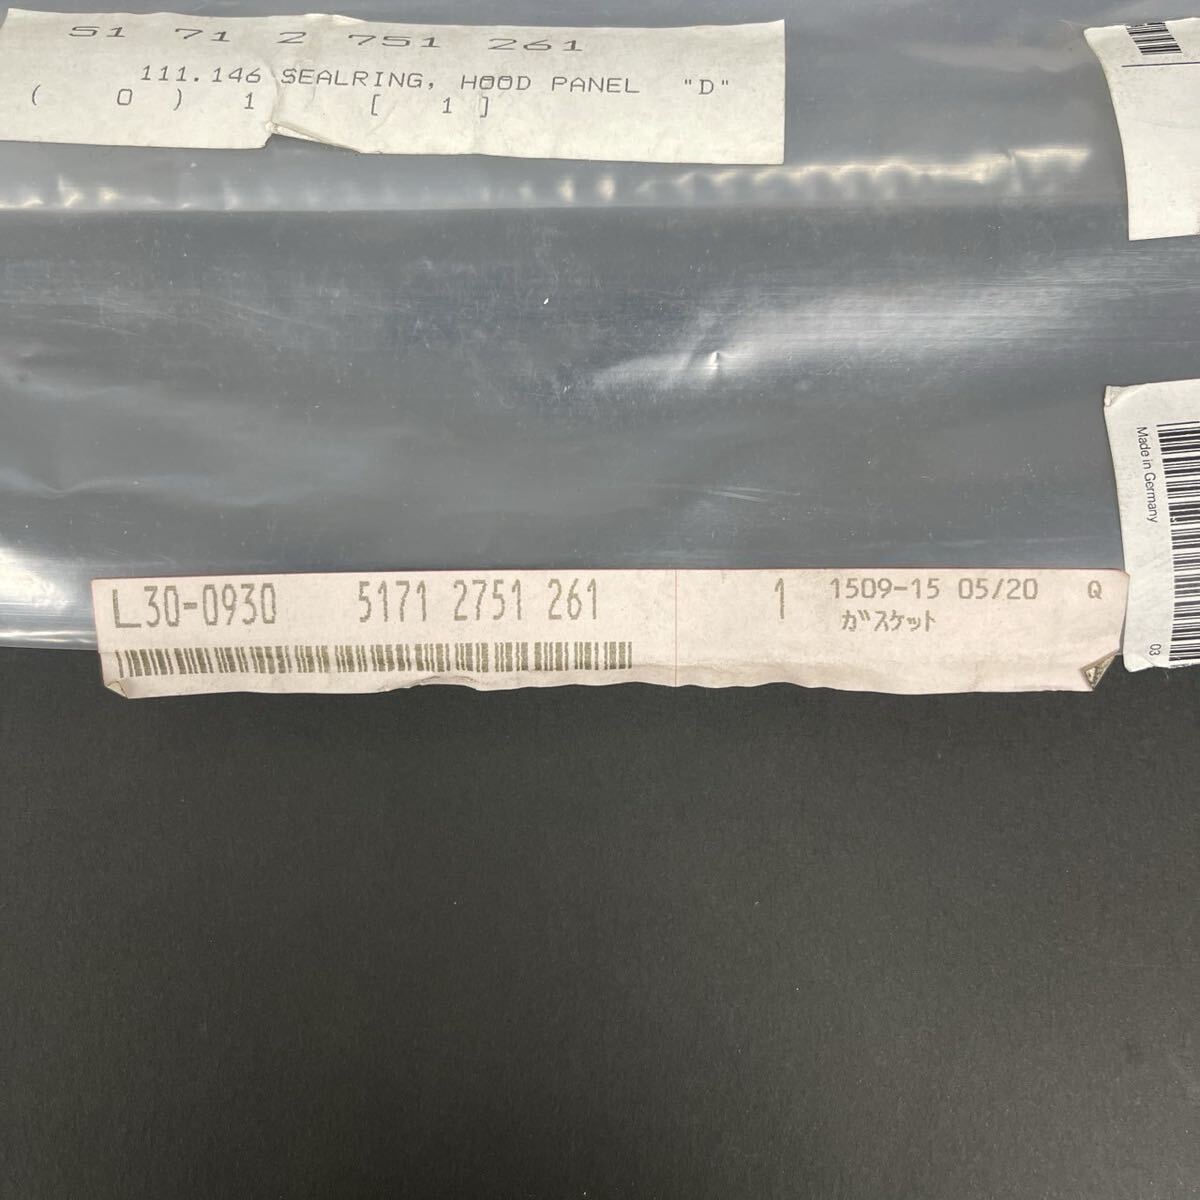 51 71 2 751 261
111.146 SEALRING, HOOD PANEL "D"
( 0 ) 1 [ 1 ]
Made in Germany
03
L30-0930 5171 2751 261 1 1509-15 05/20 Q
ガスケット